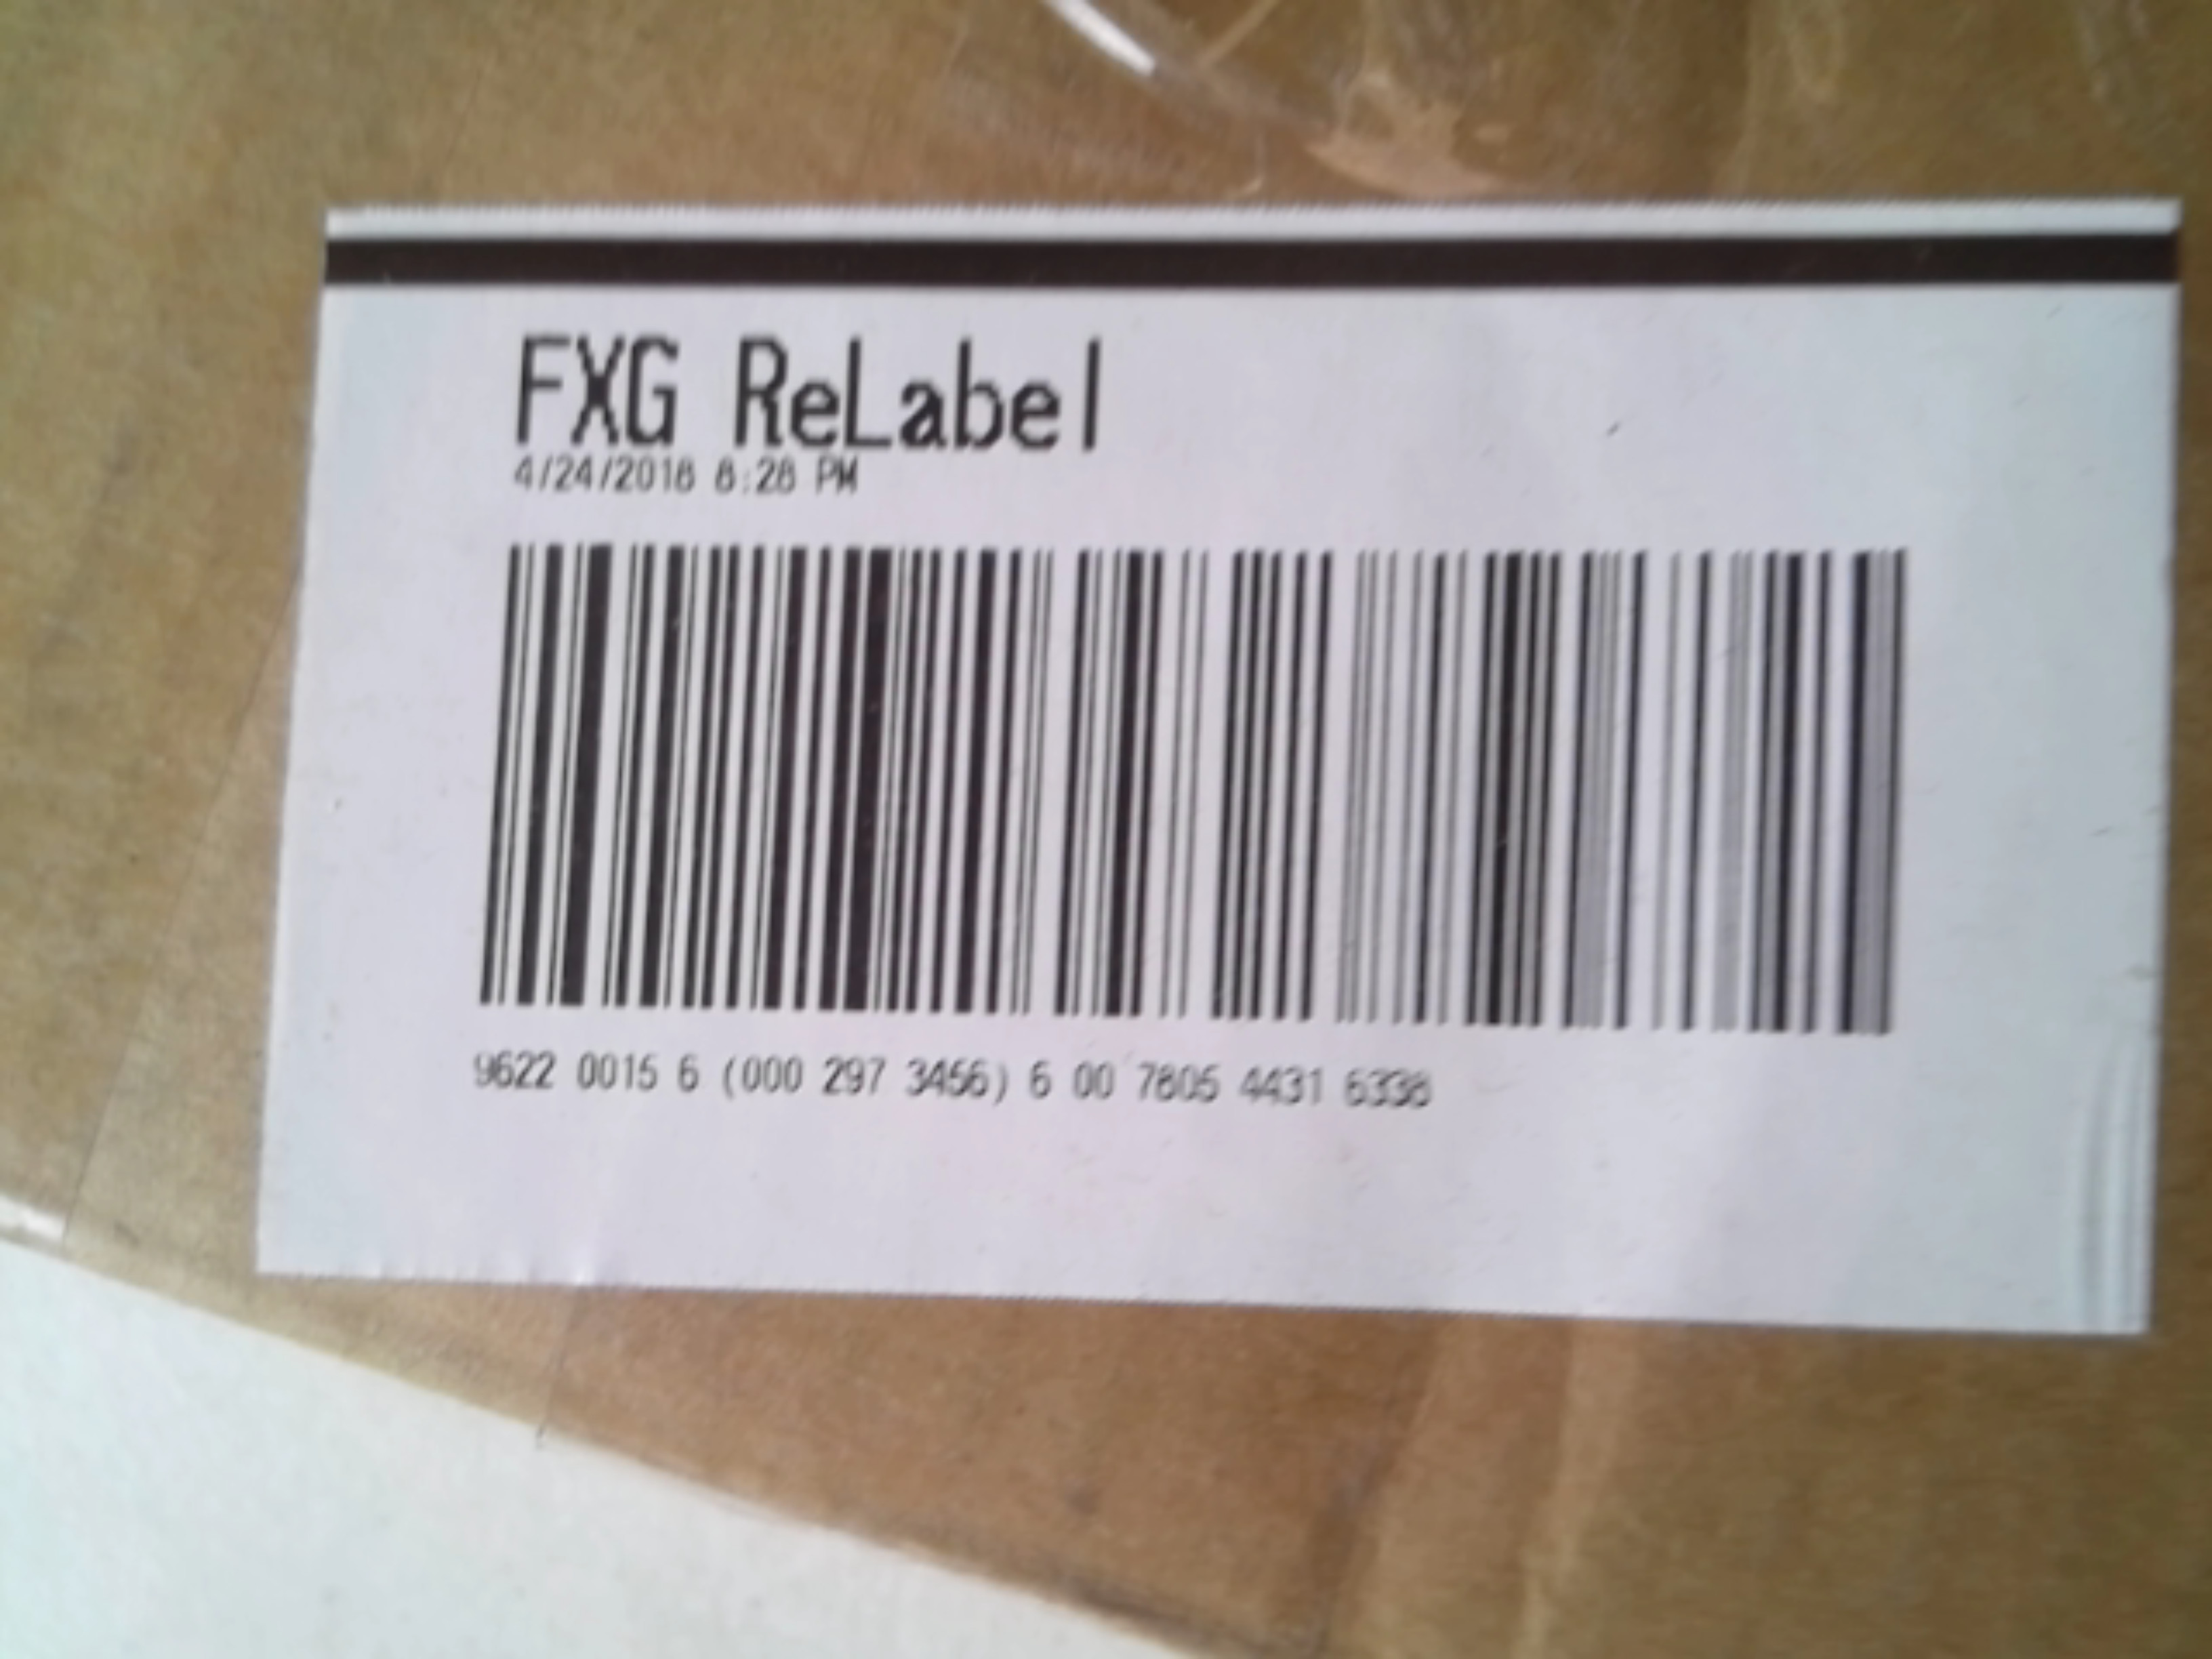 FXG ReLabel
4/24/2018 8:28 PM
9622 0015 6 (000 297 3456) 6 00 7805 4431 6338